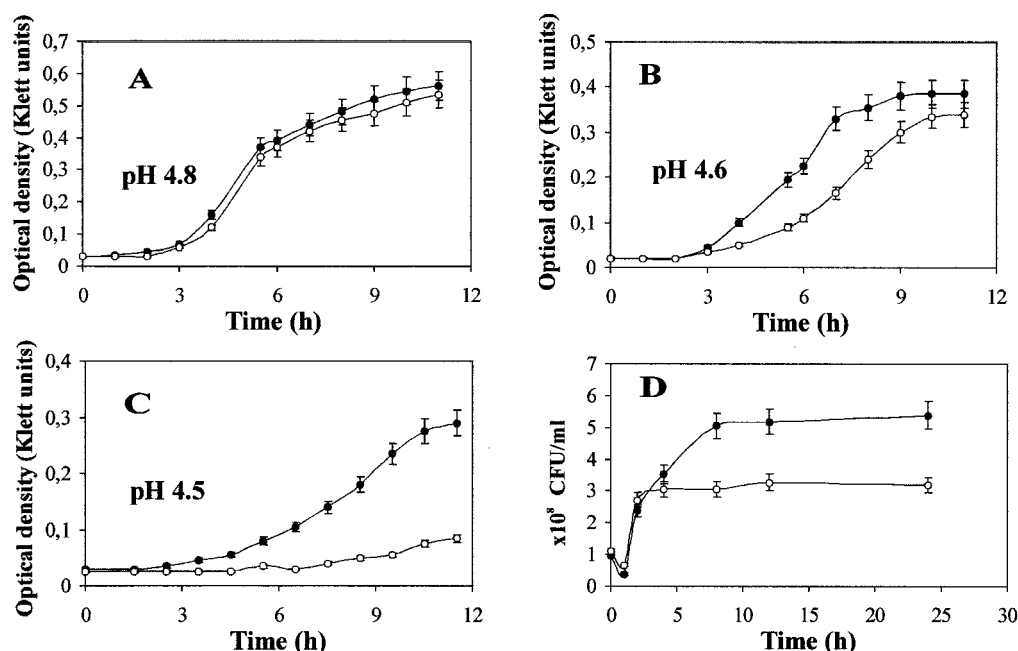 A
Optical density (Klett units)
0,7
0,6
0,5
0,4
0,3
0,2
0,1
0
pH 4.8
0 3 6 9 12
Time (h)
B
Optical density (Klett units)
0,5
0,4
0,3
0,2
0,1
0
pH 4.6
0 3 6 9 12
Time (h)
C
Optical density (Klett units)
0,4
0,3
0,2
0,1
0
pH 4.5
0 3 6 9 12
Time (h)
D
x10⁸ CFU/ml
7
6
5
4
3
2
1
0
0 5 10 15 20 25 30
Time (h)